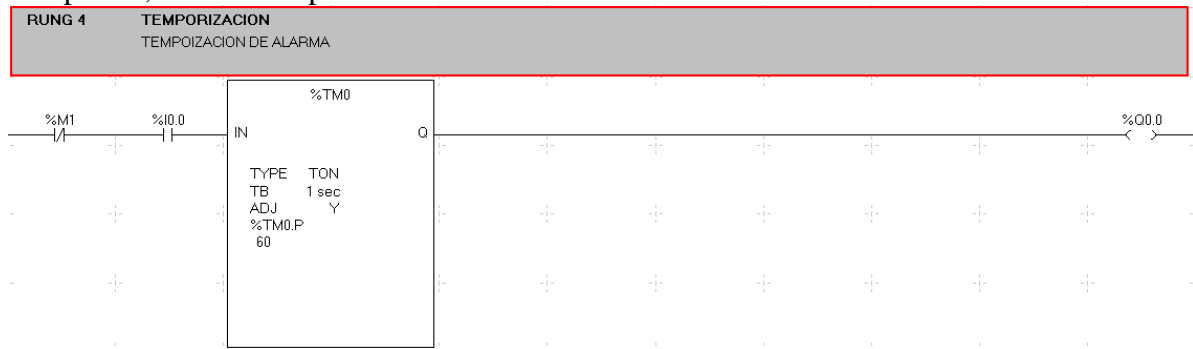 RUNG 4 TEMPORIZACION
TEMPOIZACION DE ALARMA
%TM0
%M1 %I0.0 %Q0.0
IN Q
TYPE TON
TB 1 sec
ADJ Y
%TM0.P
60